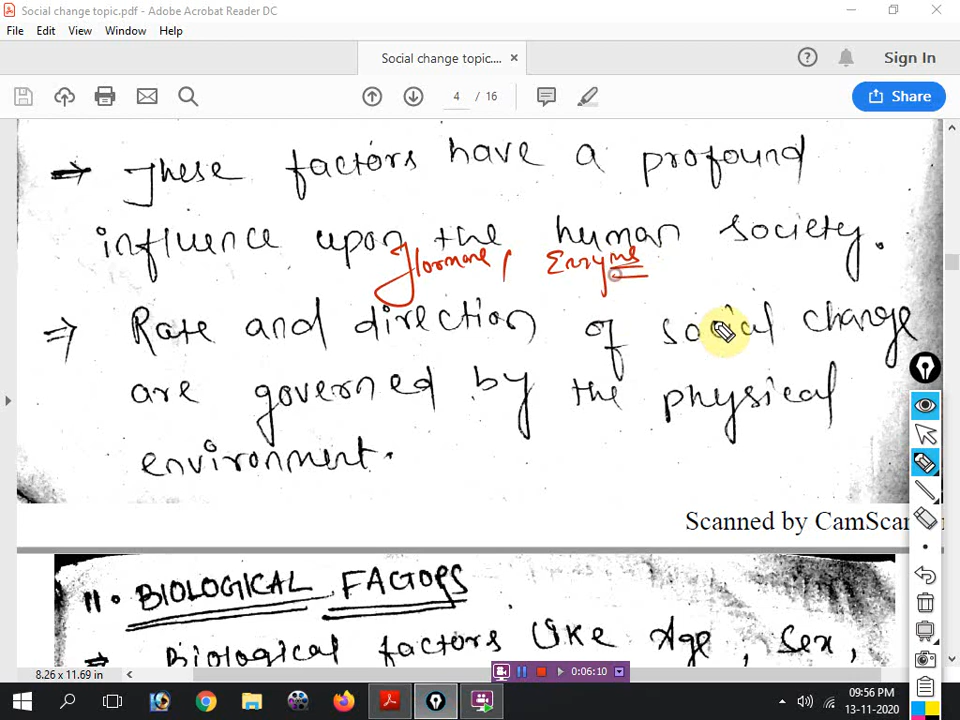 Social change topic.pdf - Adobe Acrobat Reader DC
File Edit View Window Help
Social change topic....
Sign In
4 / 16
Share
⇒ These factors have a profound
influence upon the human society.
Hormone, Enzyms
⇒ Rate and direction of social change
are governed by the physical
environment.
Scanned by CamScan
11. BIOLOGICAL FACTORS
⇒ Biological factors like Age, Sex,
8.26 x 11.69 in
0:06:10
09:56 PM
13-11-2020